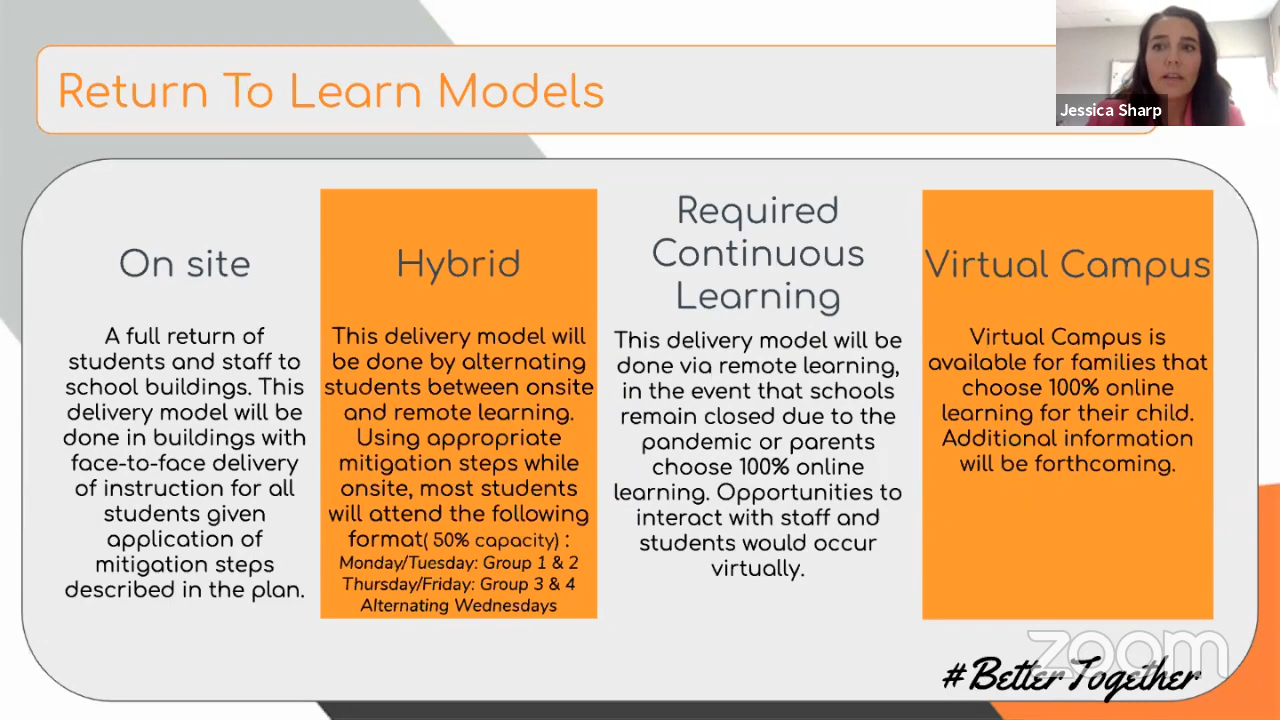 Return To Learn Models
Jessica Sharp
On site
A full return of
students and staff to
school buildings. This
delivery model will be
done in buildings with
face-to-face delivery
of instruction for all
students given
application of
mitigation steps
described in the plan.
Hybrid
This delivery model will
be done by alternating
students between onsite
and remote learning.
Using appropriate
mitigation steps while
onsite, most students
will attend the following
format( 50% capacity) :
Monday/Tuesday: Group 1 & 2
Thursday/Friday: Group 3 & 4
Alternating Wednesdays
Required
Continuous
Learning
This delivery model will be
done via remote learning,
in the event that schools
remain closed due to the
pandemic or parents
choose 100% online
learning. Opportunities to
interact with staff and
students would occur
virtually.
Virtual Campus
Virtual Campus is
available for families that
choose 100% online
learning for their child.
Additional information
will be forthcoming.
zoom
#BetterTogether